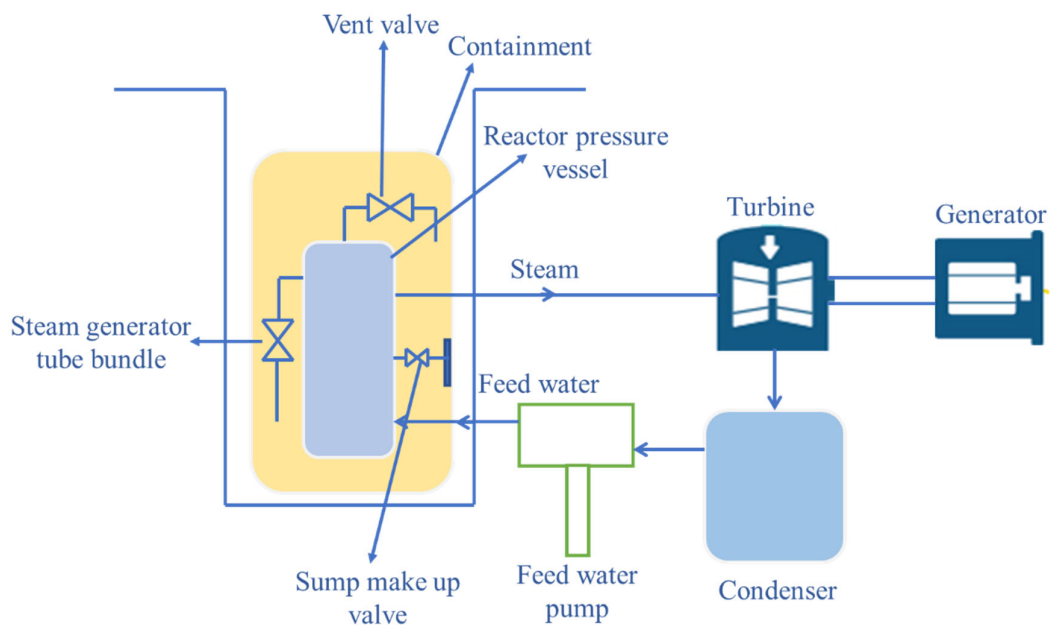 Vent valve
Containment
Reactor pressure
vessel
Turbine
Generator
Steam
Steam generator
tube bundle
Feed water
Sump make up
valve
Feed water
pump
Condenser